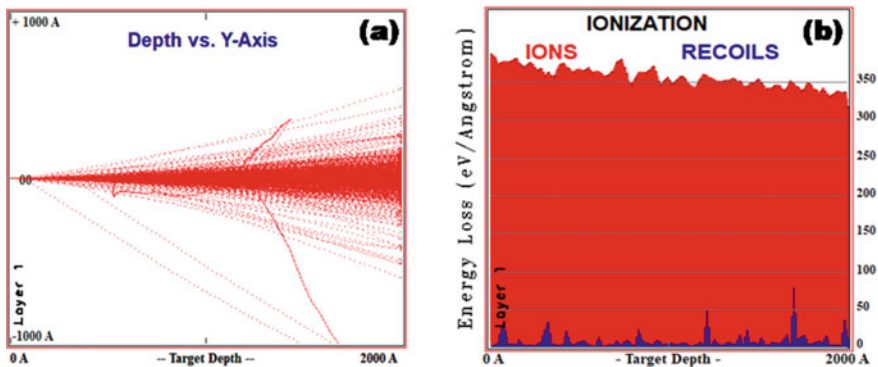 + 1000 A
Depth vs. Y-Axis
(a)
00
Layer 1
-1000 A
0 A
-- Target Depth --
2000 A
IONIZATION
IONS
RECOILS
(b)
Energy Loss (eV/Angstrom)
350
300
250
200
150
100
50
0
Layer 1
0 A
- Target Depth -
2000 A